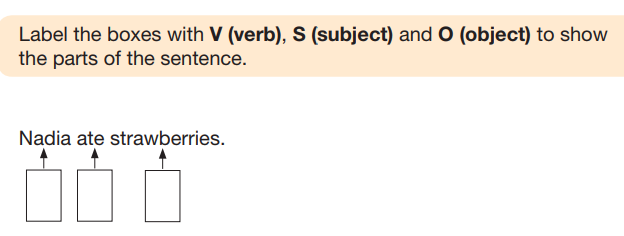 Label the boxes with V (verb), S (subject) and O (object) to show
the parts of the sentence.
Nadia ate strawberries.